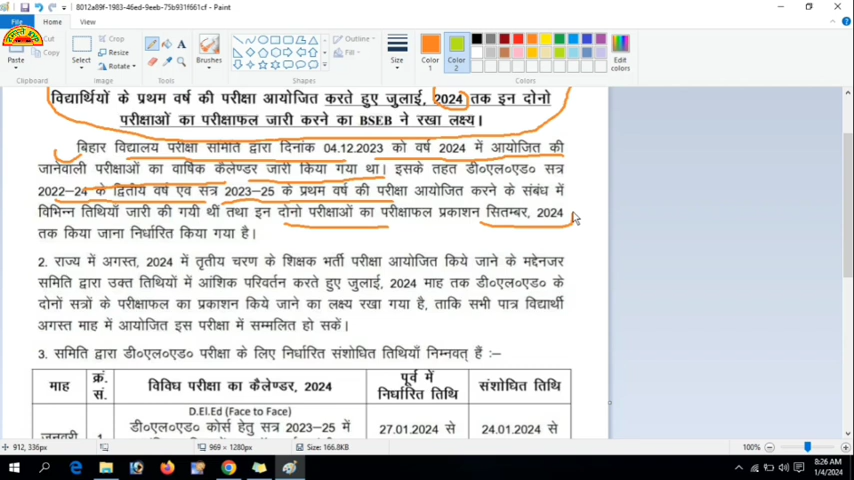 8012a89f-1983-46ed-9eeb-75b931f661cf - Paint
File Home View
Paste Cut Copy Select Crop Resize Rotate Brushes Outline Fill Size Color 1 Color 2 Edit colors
Clipboard Image Tools Shapes Colors
विद्यार्थियों के प्रथम वर्ष की परीक्षा आयोजित करते हुए जुलाई, 2024 तक इन दोनो
परीक्षाओं का परीक्षाफल जारी करने का BSEB ने रखा लक्ष्य।
बिहार विद्यालय परीक्षा समिति द्वारा दिनांक 04.12.2023 को वर्ष 2024 में आयोजित की
जानेवाली परीक्षाओं का वार्षिक कैलेण्डर जारी किया गया था। इसके तहत डी०एल०एड० सत्र
2022-24 के द्वितीय वर्ष एवं सत्र 2023-25 के प्रथम वर्ष की परीक्षा आयोजित करने के संबंध में
विभिन्न तिथियाँ जारी की गयी थीं तथा इन दोनो परीक्षाओं का परीक्षाफल प्रकाशन सितम्बर, 2024
तक किया जाना निर्धारित किया गया है।
2. राज्य में अगस्त, 2024 में तृतीय चरण के शिक्षक भर्ती परीक्षा आयोजित किये जाने के मद्देनजर
समिति द्वारा उक्त तिथियों में आंशिक परिवर्तन करते हुए जुलाई, 2024 माह तक डी०एल०एड० के
दोनों सत्रों के परीक्षाफल का प्रकाशन किये जाने का लक्ष्य रखा गया है, ताकि सभी पात्र विद्यार्थी
अगस्त माह में आयोजित इस परीक्षा में सम्मलित हो सकें।
3. समिति द्वारा डी०एल०एड० परीक्षा के लिए निर्धारित संशोधित तिथियाँ निम्नवत् हैं :–
माह क्रं. सं. विविध परीक्षा का कैलेण्डर, 2024 पूर्व में निर्धारित तिथि संशोधित तिथि
D.El.Ed (Face to Face)
डी०एल०एड० कोर्स हेतु सत्र 2023-25 में 27.01.2024 से 24.01.2024 से
जनवरी 1.
912, 336px 969 × 1280px Size: 166.8KB 100%
8:26 AM
1/4/2024